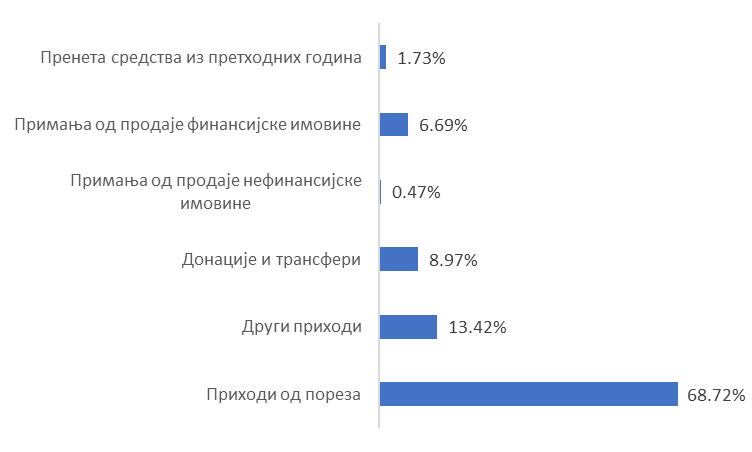 Пренета средства из претходних година
1.73%
Примања од продаје финансијске имовине
6.69%
Примања од продаје нефинансијске
имовине
0.47%
Донације и трансфери
8.97%
Други приходи
13.42%
Приходи од пореза
68.72%